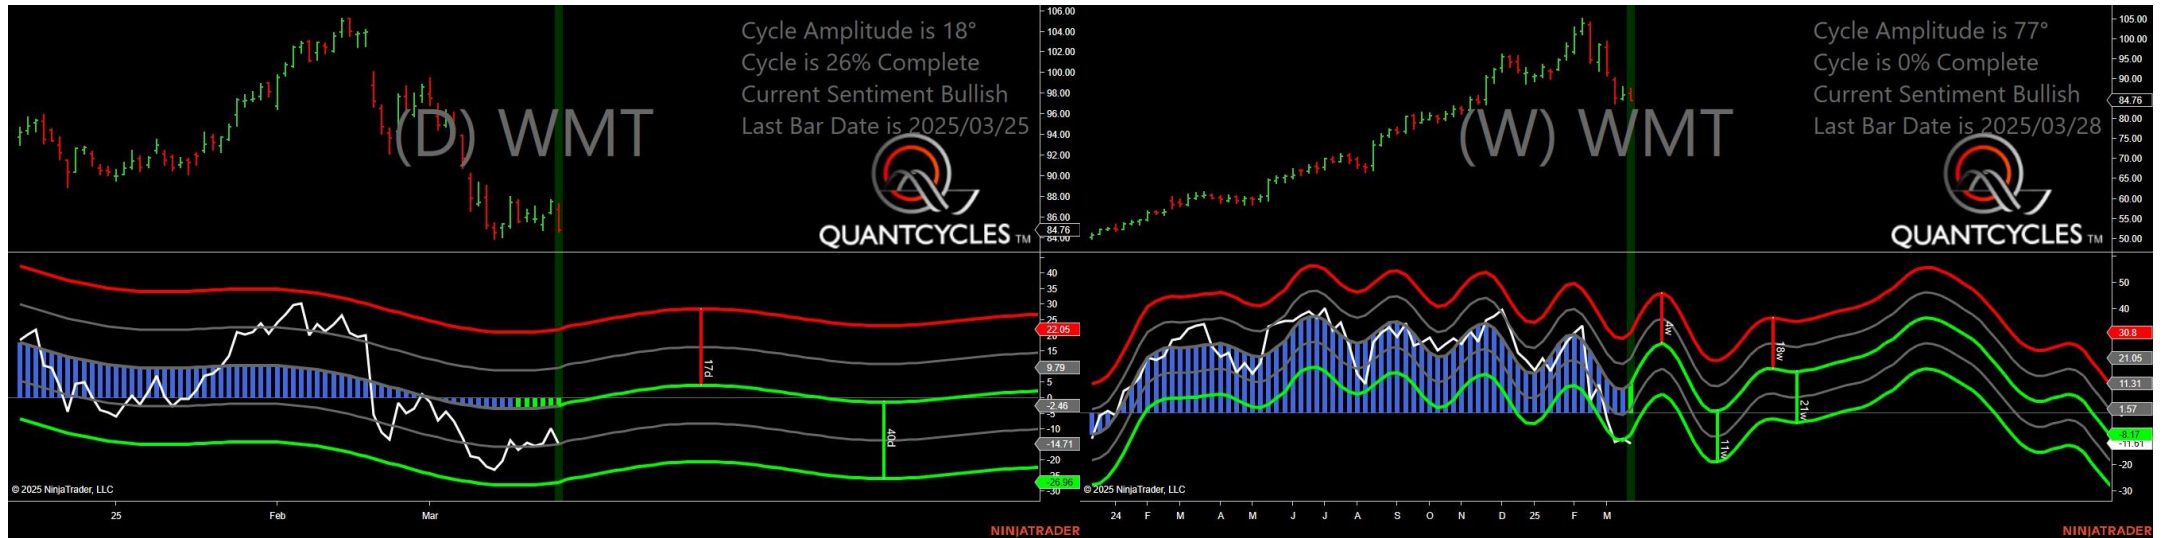 Cycle Amplitude is 18°
Cycle is 26% Complete
Current Sentiment Bullish
Last Bar Date is 2025/03/25
(D) WMT
QUANTCYCLES TM
106.00
104.00
102.00
100.00
98.00
96.00
94.00
92.00
90.00
88.00
86.00
84.76
84.00
40
35
30
25
22.05
20
15
9.79
5
0
-2.46
-5
-10
-14.71
-20
-25
-26.96
-30
17d
40d
© 2025 NinjaTrader, LLC
25 Feb Mar
NINJATRADER
Cycle Amplitude is 77°
Cycle is 0% Complete
Current Sentiment Bullish
Last Bar Date is 2025/03/28
(W) WMT
QUANTCYCLES TM
105.00
100.00
95.00
90.00
84.76
80.00
75.00
70.00
65.00
60.00
55.00
50.00
50
40
30.8
21.05
11.31
1.57
-8.17
-11.61
-20
-30
4w
18w
11w
21w
© 2025 NinjaTrader, LLC
24 F M A M J J A S O N D 25 F M
NINJATRADER